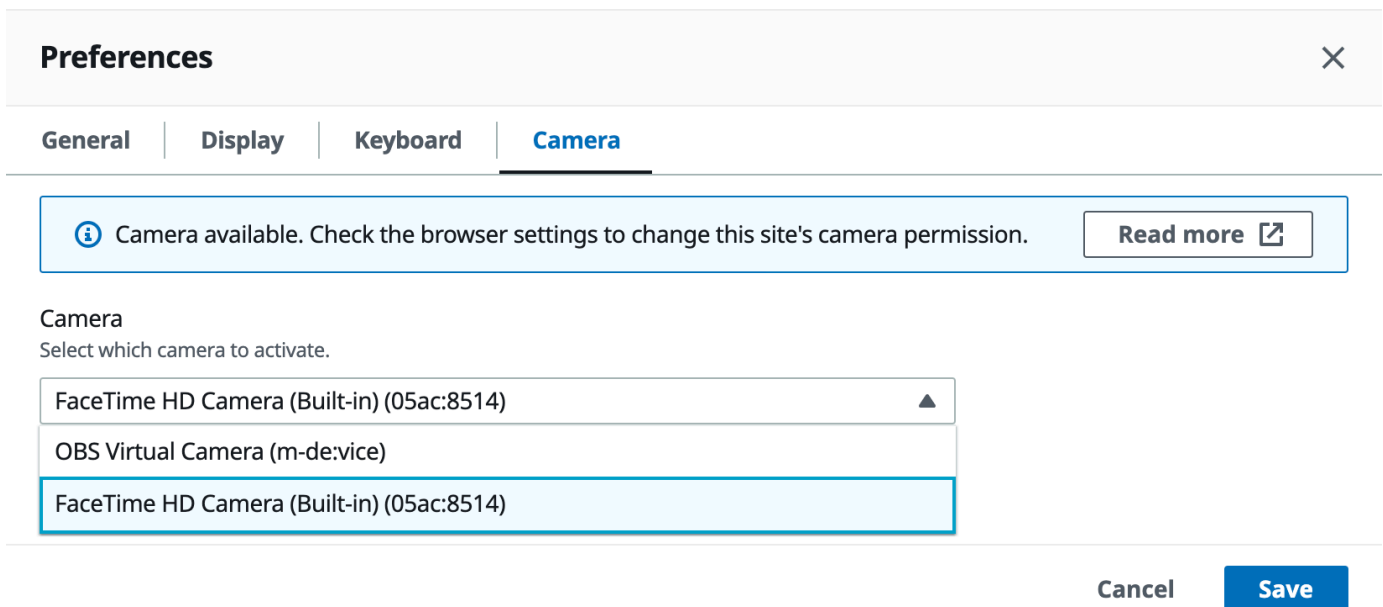 Preferences
General
Display
Keyboard
Camera
Camera available. Check the browser settings to change this site's camera permission.
Read more
Camera
Select which camera to activate.
FaceTime HD Camera (Built-in) (05ac:8514)
OBS Virtual Camera (m-de:vice)
FaceTime HD Camera (Built-in) (05ac:8514)
Cancel
Save